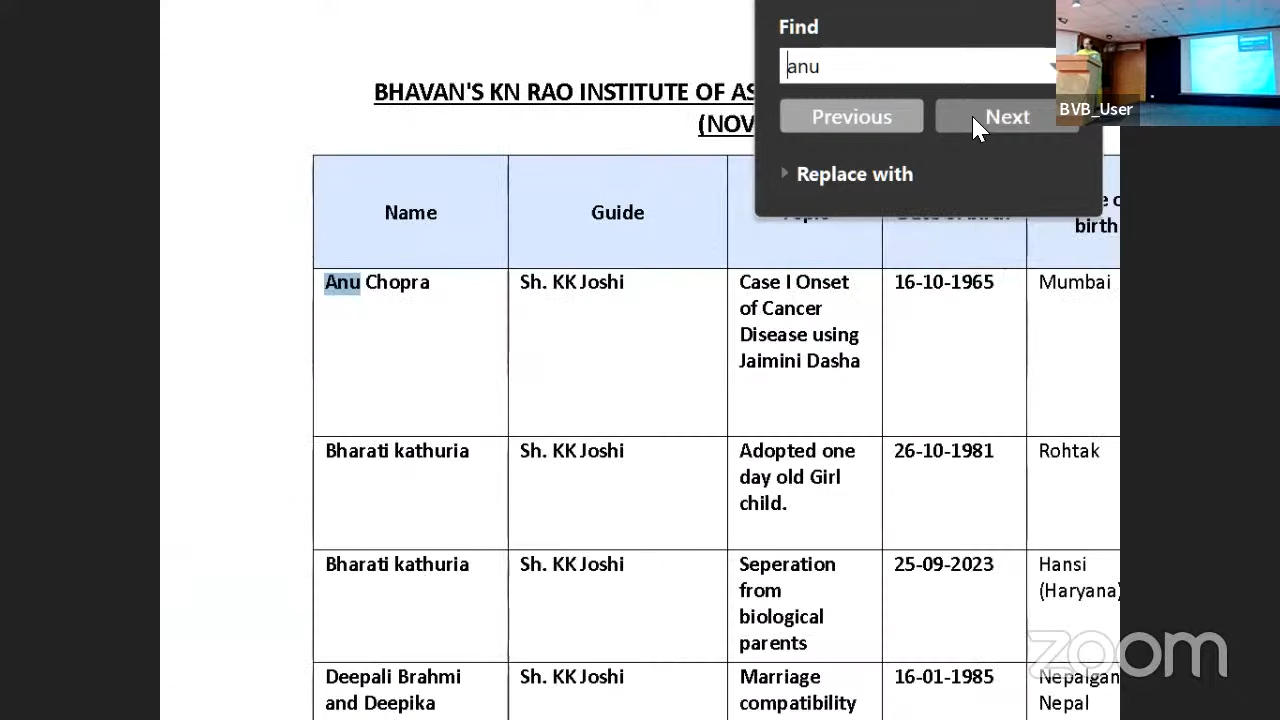 Find
anu
Previous
Next
Replace with
BVB_User
BHAVAN'S KN RAO INSTITUTE OF AS
(NOV
Name
Guide
birth
Anu Chopra
Sh. KK Joshi
Case I Onset
of Cancer
Disease using
Jaimini Dasha
16-10-1965
Mumbai
Bharati kathuria
Sh. KK Joshi
Adopted one
day old Girl
child.
26-10-1981
Rohtak
Bharati kathuria
Sh. KK Joshi
Seperation
from
biological
parents
25-09-2023
Hansi
(Haryana)
Deepali Brahmi
and Deepika
Sh. KK Joshi
Marriage
compatibility
16-01-1985
Nepalgan
Nepal
zoom